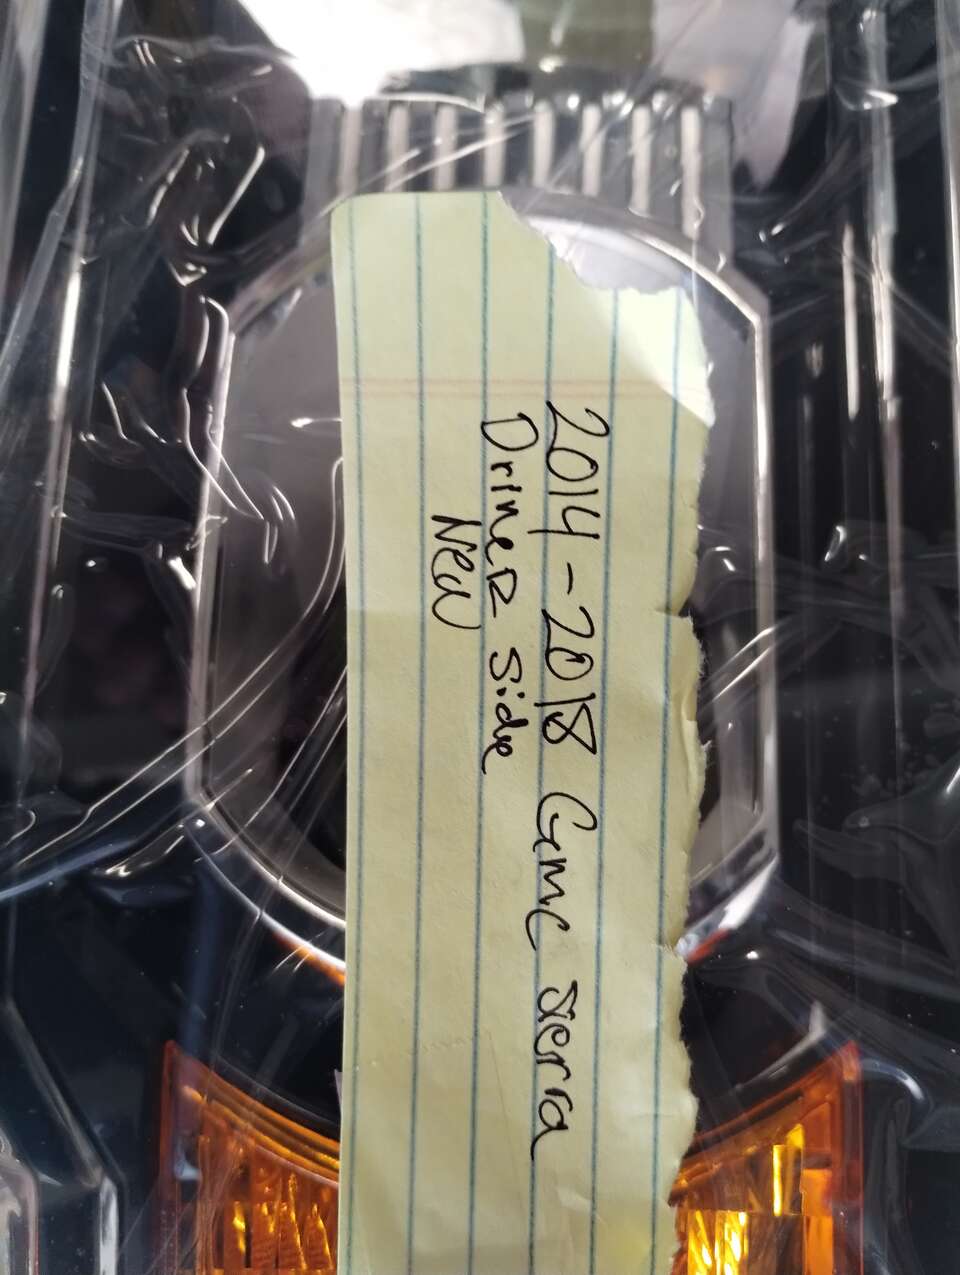 2014-2018 Gmc Sierra
Driver Side
New